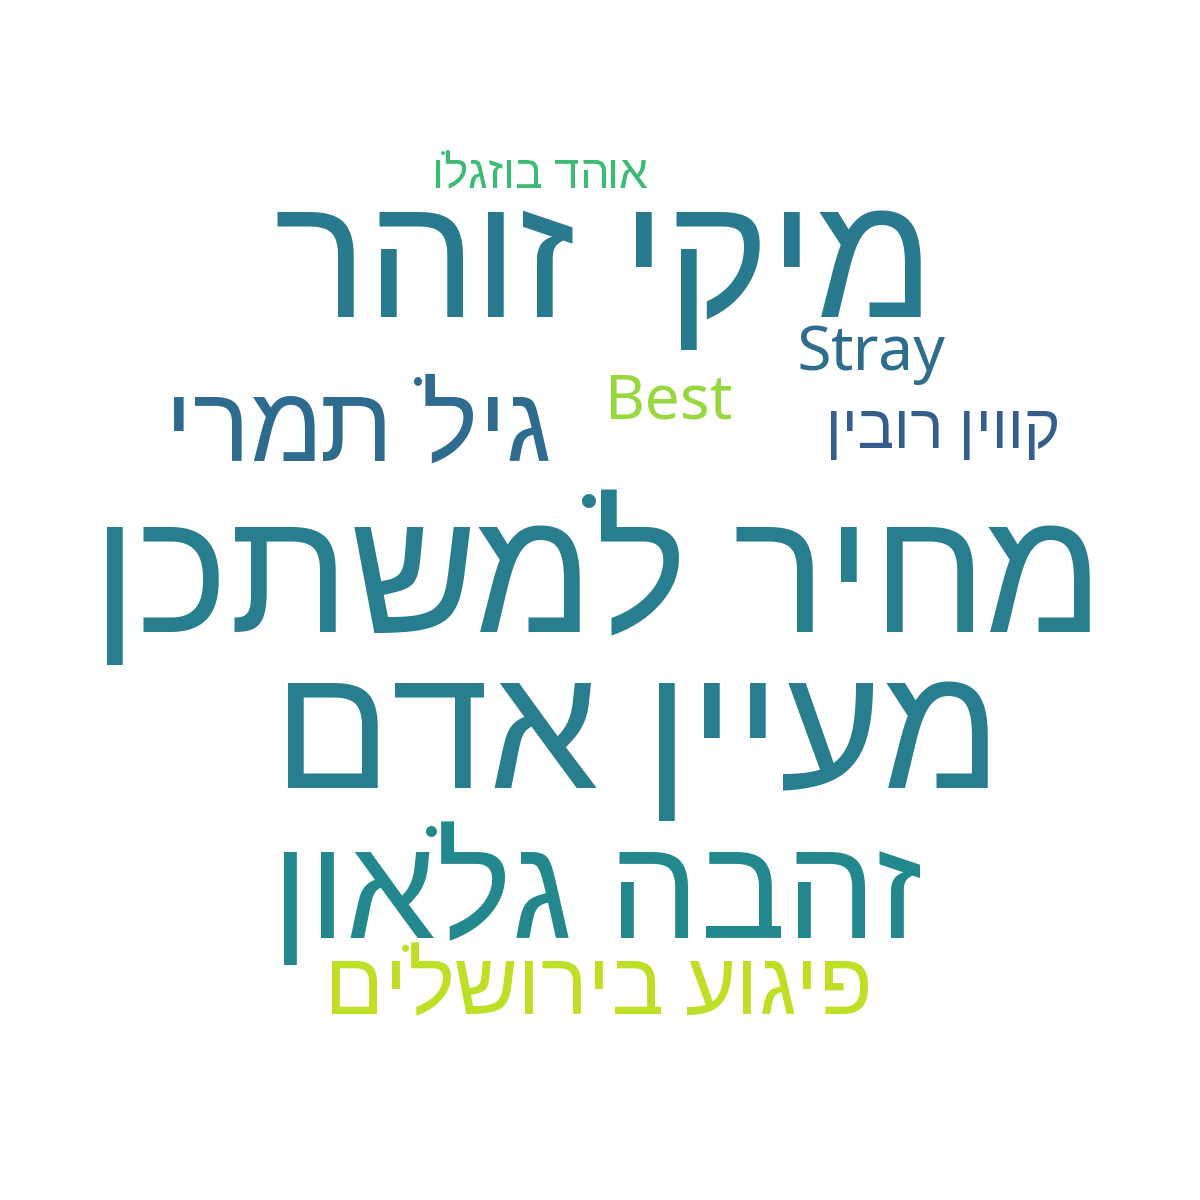 אוהד בוזגלו
מיקי זוהר
Stray
Best
גיל תמרי
קווין רובין
מחיר למשתכן
מעיין אדם
זהבה גלאון
פיגוע בירושלים